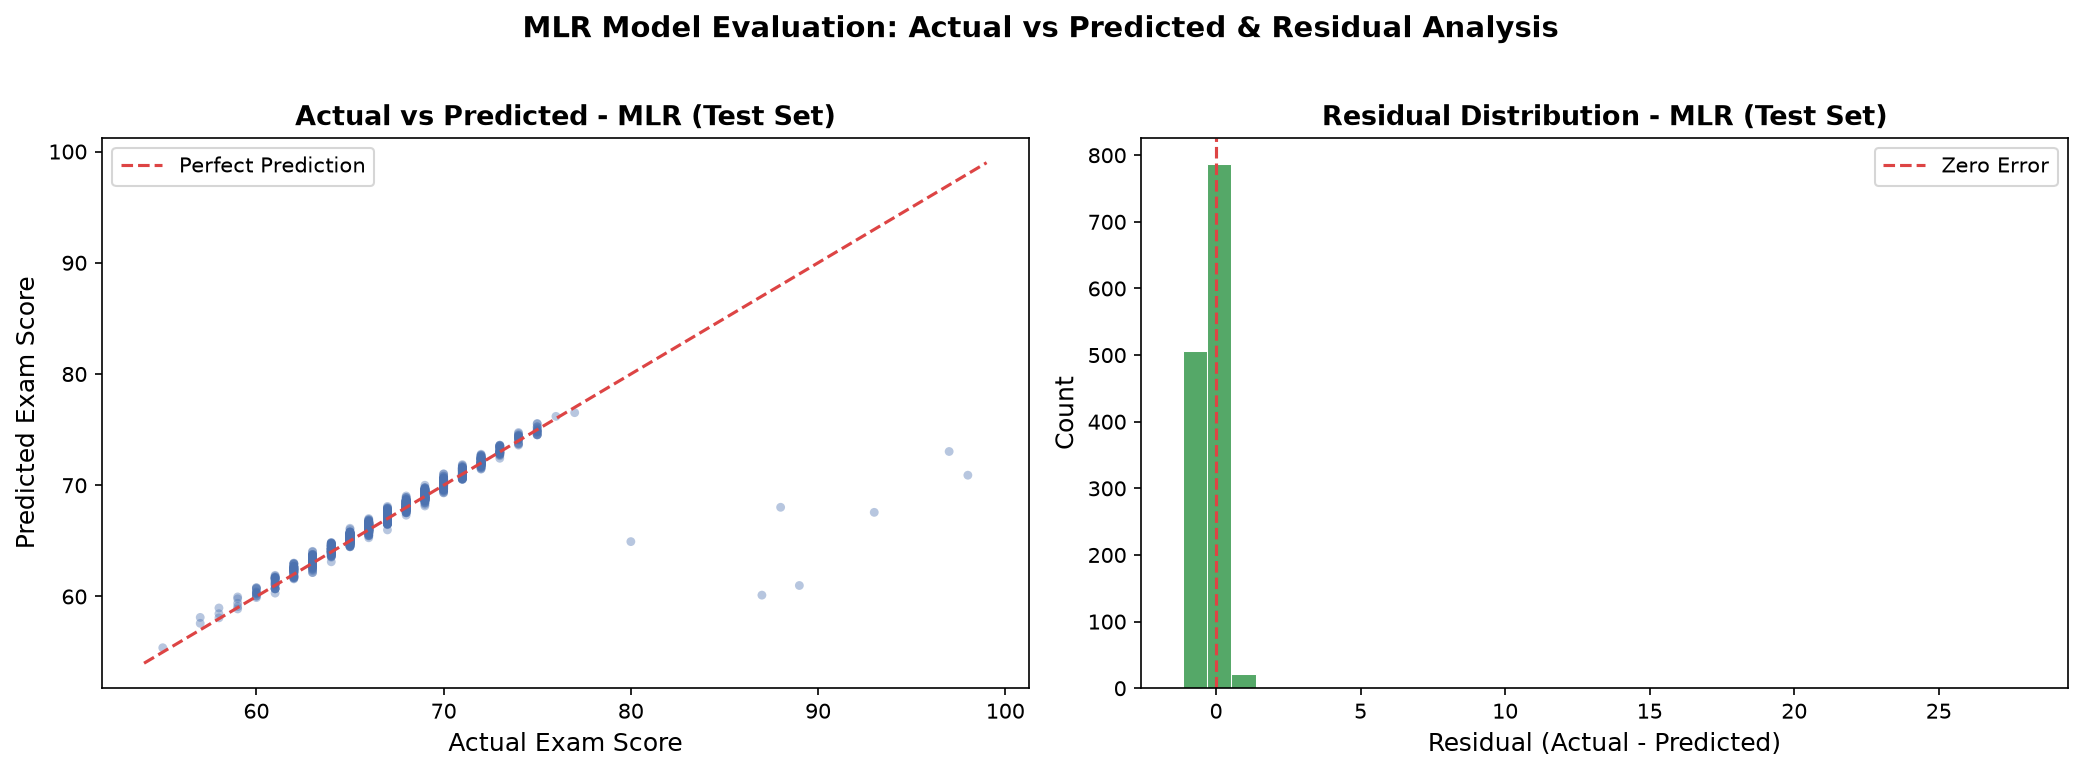 MLR Model Evaluation: Actual vs Predicted & Residual Analysis
Actual vs Predicted - MLR (Test Set)
Perfect Prediction
100
90
80
70
60
Predicted Exam Score
60 70 80 90 100
Actual Exam Score
Residual Distribution - MLR (Test Set)
Zero Error
800
700
600
500
400
300
200
100
0
Count
0 5 10 15 20 25
Residual (Actual - Predicted)